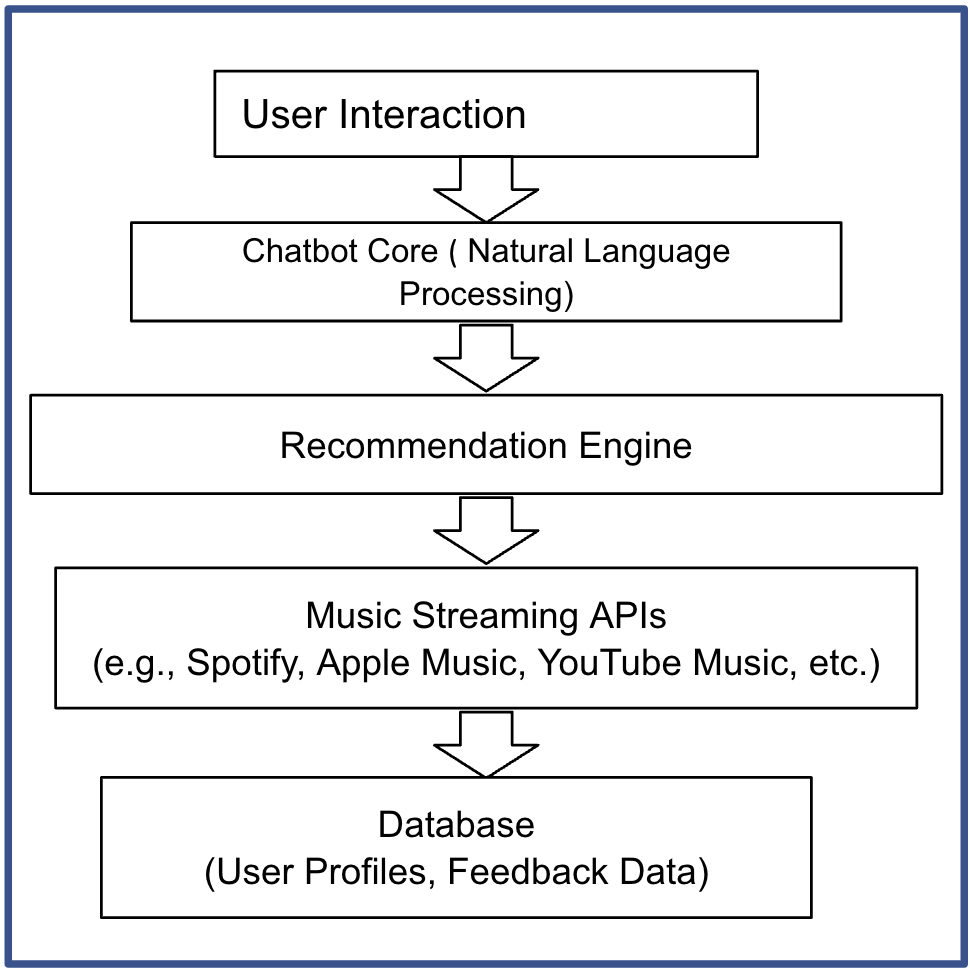 User Interaction
Chatbot Core ( Natural Language
Processing)
Recommendation Engine
Music Streaming APIs
(e.g., Spotify, Apple Music, YouTube Music, etc.)
Database
(User Profiles, Feedback Data)